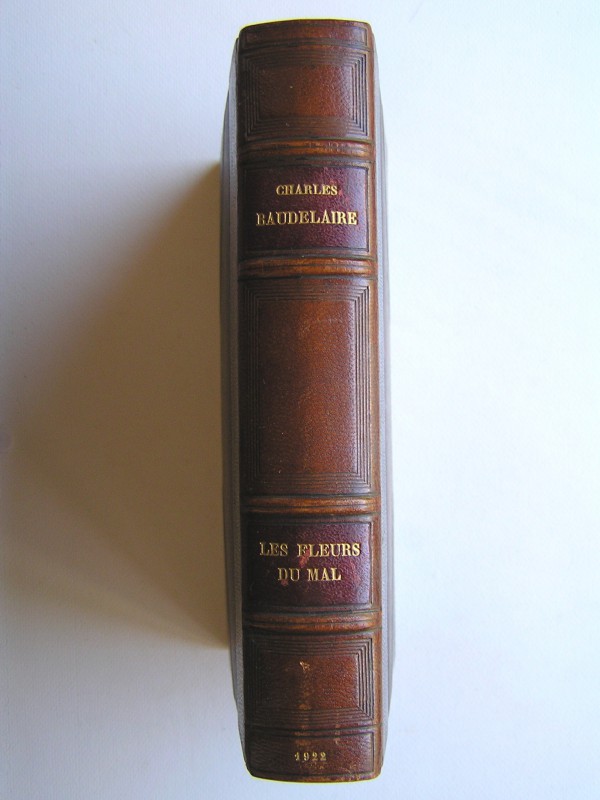 CHARLES
BAUDELAIRE
LES FLEURS
DU MAL
1922